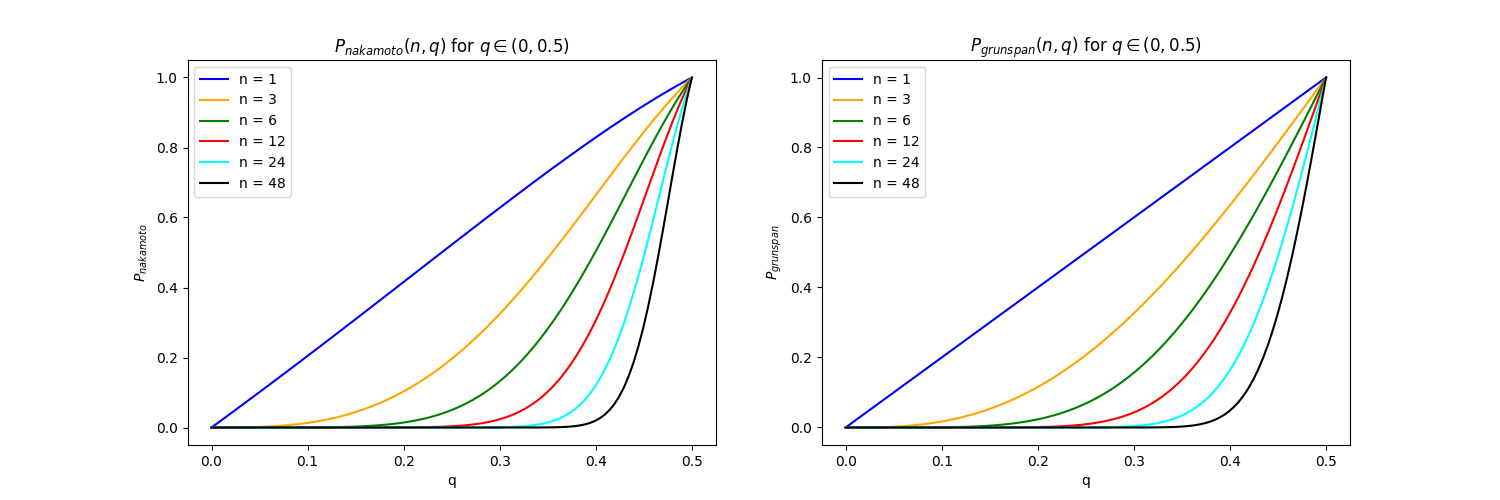 P_nakamoto(n, q) for q ∈ (0, 0.5)
n = 1
n = 3
n = 6
n = 12
n = 24
n = 48
P_nakamoto
1.0
0.8
0.6
0.4
0.2
0.0
0.0 0.1 0.2 0.3 0.4 0.5
q
P_grunspan(n, q) for q ∈ (0, 0.5)
n = 1
n = 3
n = 6
n = 12
n = 24
n = 48
P_grunspan
1.0
0.8
0.6
0.4
0.2
0.0
0.0 0.1 0.2 0.3 0.4 0.5
q